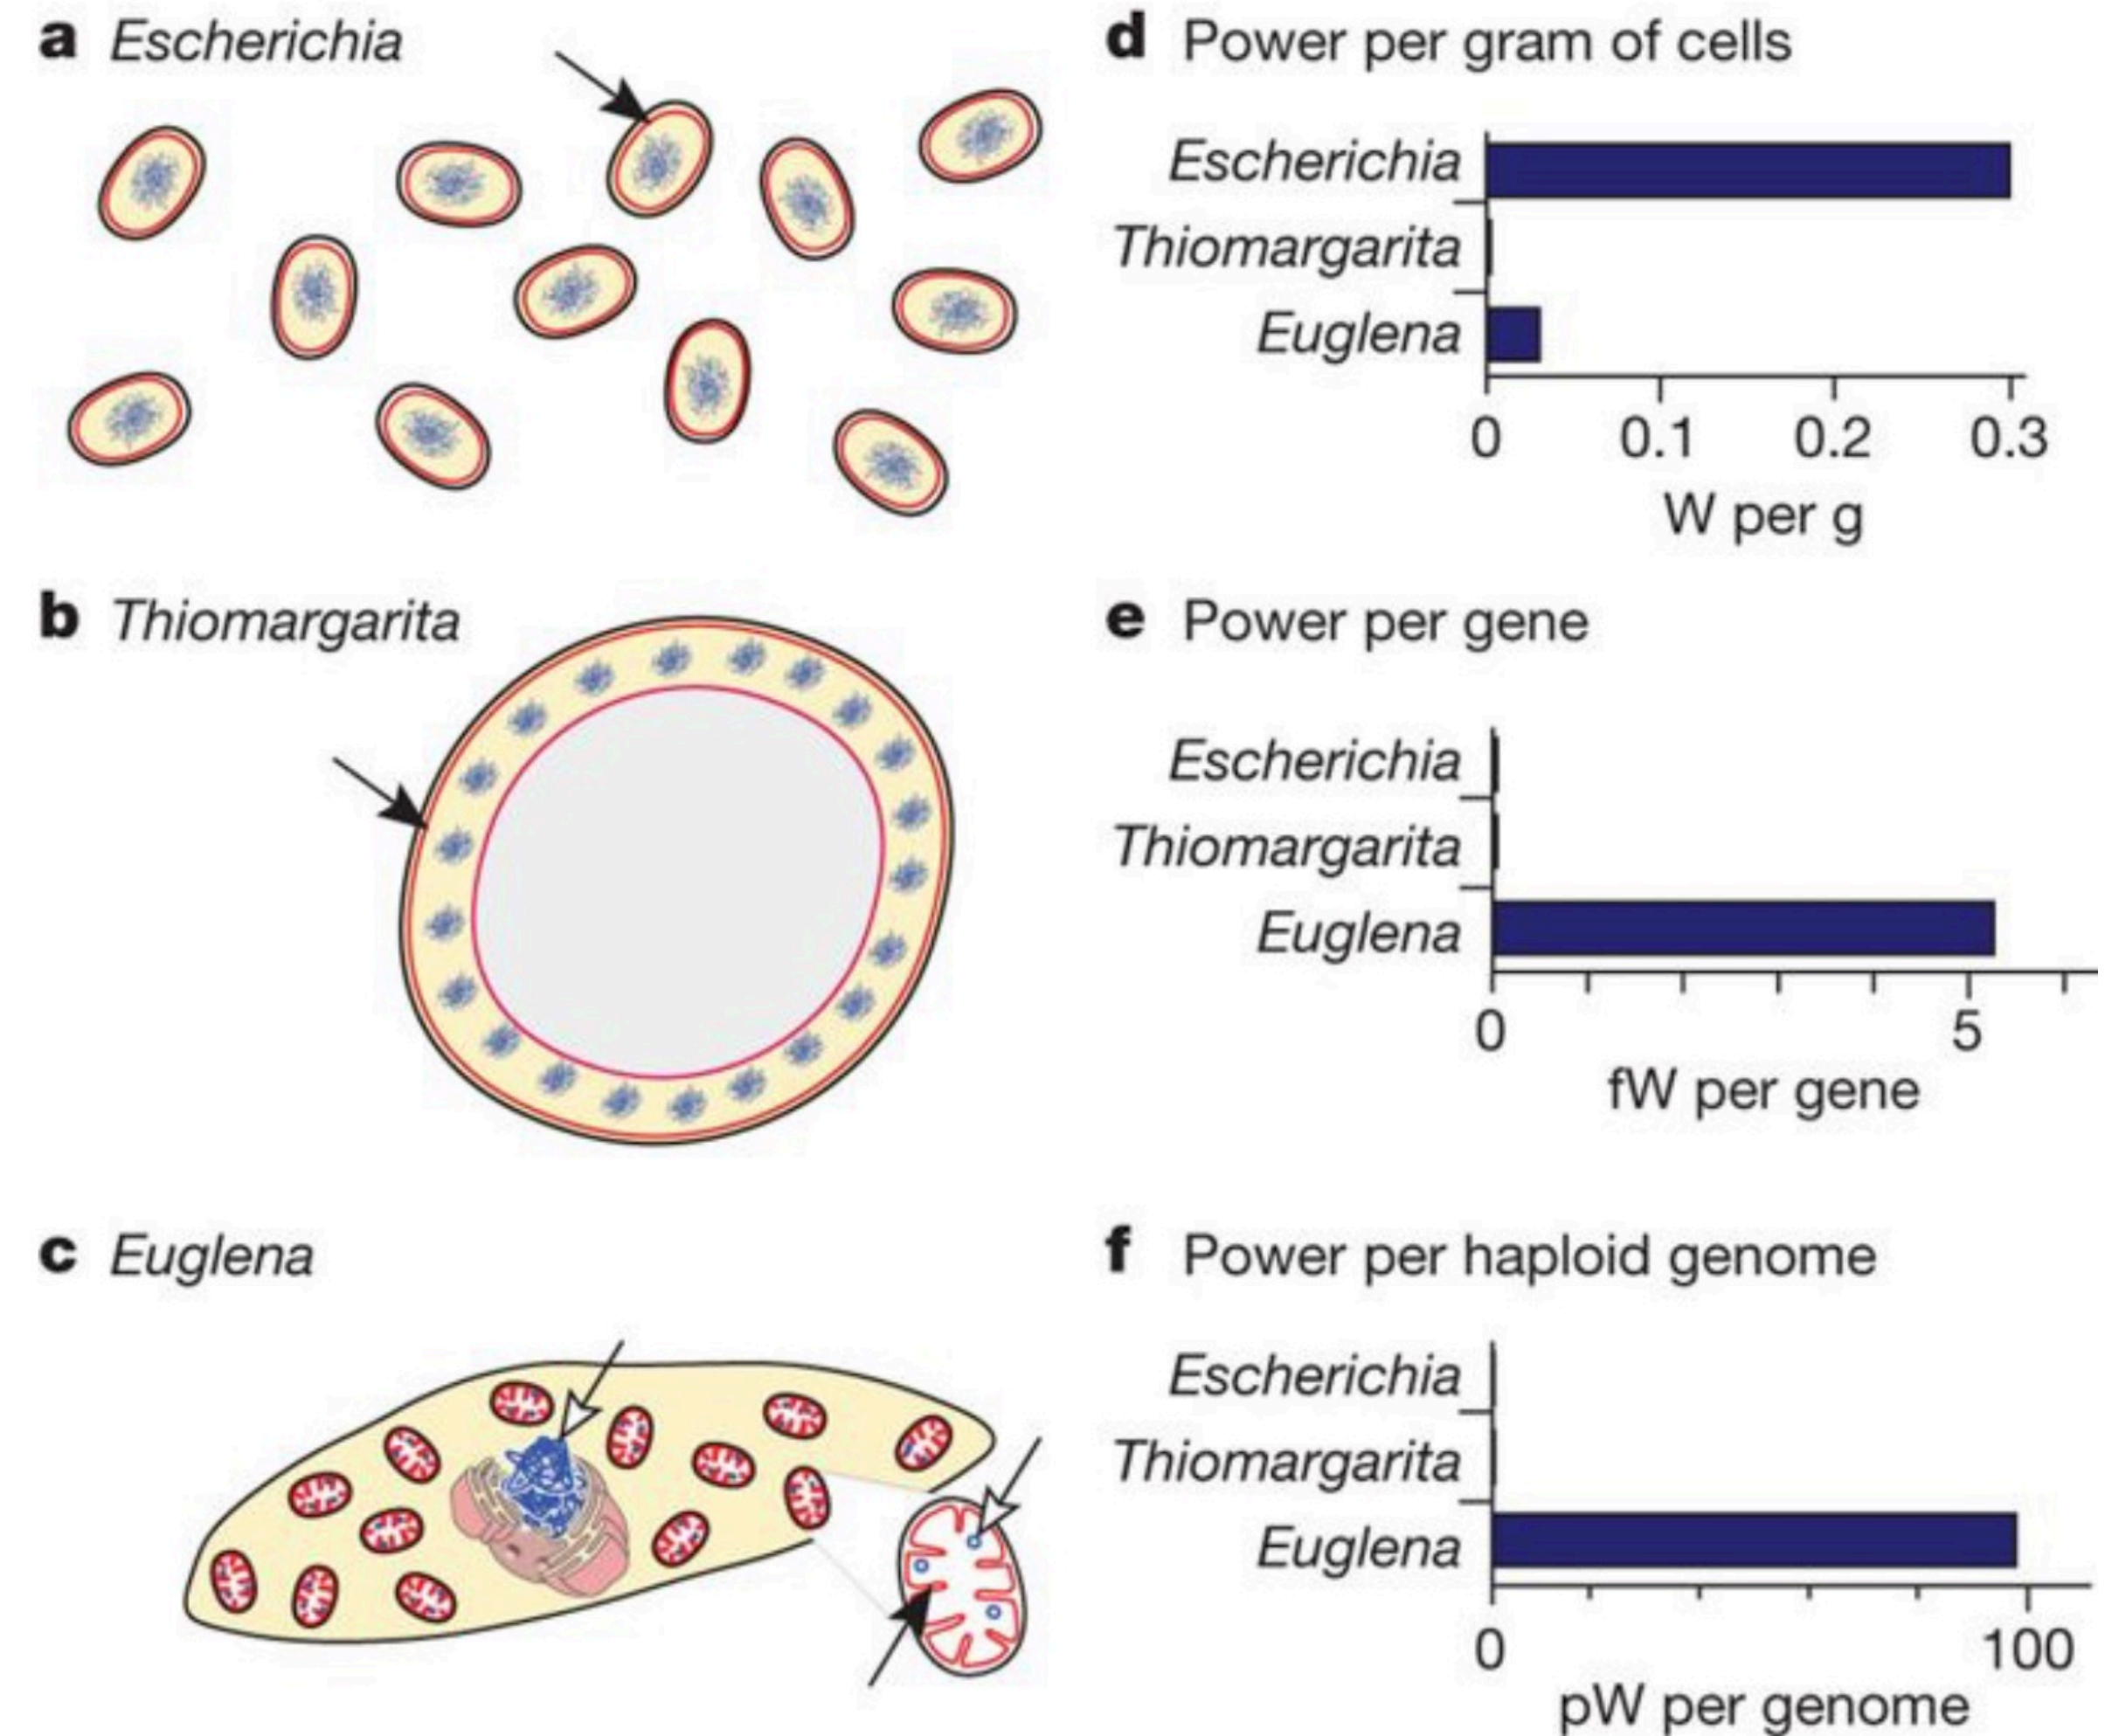 a Escherichia
b Thiomargarita
c Euglena
d Power per gram of cells
Escherichia
Thiomargarita
Euglena
0 0.1 0.2 0.3
W per g
e Power per gene
Escherichia
Thiomargarita
Euglena
0 5
fW per gene
f Power per haploid genome
Escherichia
Thiomargarita
Euglena
0 100
pW per genome